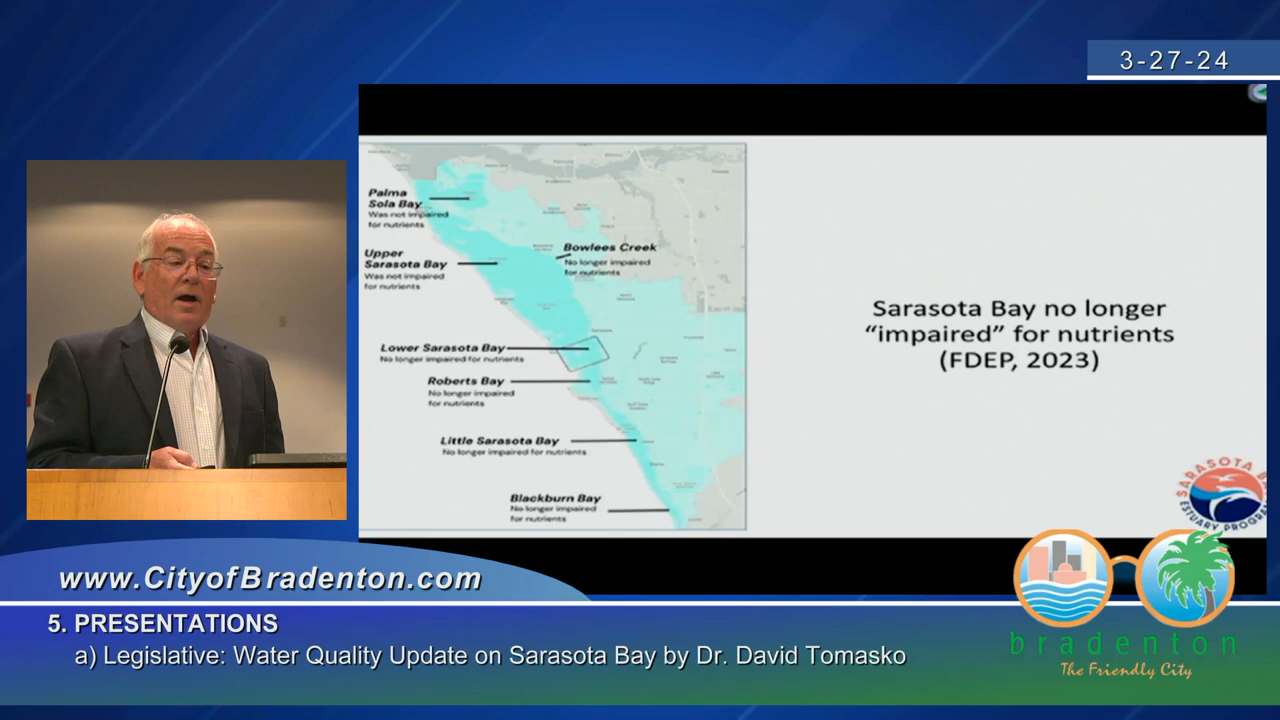 3-27-24
Palma
Sola Bay
Was not impaired
for nutrients
Upper
Sarasota Bay
Was not impaired
for nutrients
Bowlees Creek
No longer impaired
for nutrients
Lower Sarasota Bay
No longer impaired for nutrients
Roberts Bay
No longer impaired
for nutrients
Little Sarasota Bay
No longer impaired for nutrients
Blackburn Bay
No longer impaired
for nutrients
Sarasota Bay no longer
“impaired” for nutrients
(FDEP, 2023)
SARASOTA
ESTUARY
www.CityofBradenton.com
5. PRESENTATIONS
a) Legislative: Water Quality Update on Sarasota Bay by Dr. David Tomasko
bradenton
The Friendly City